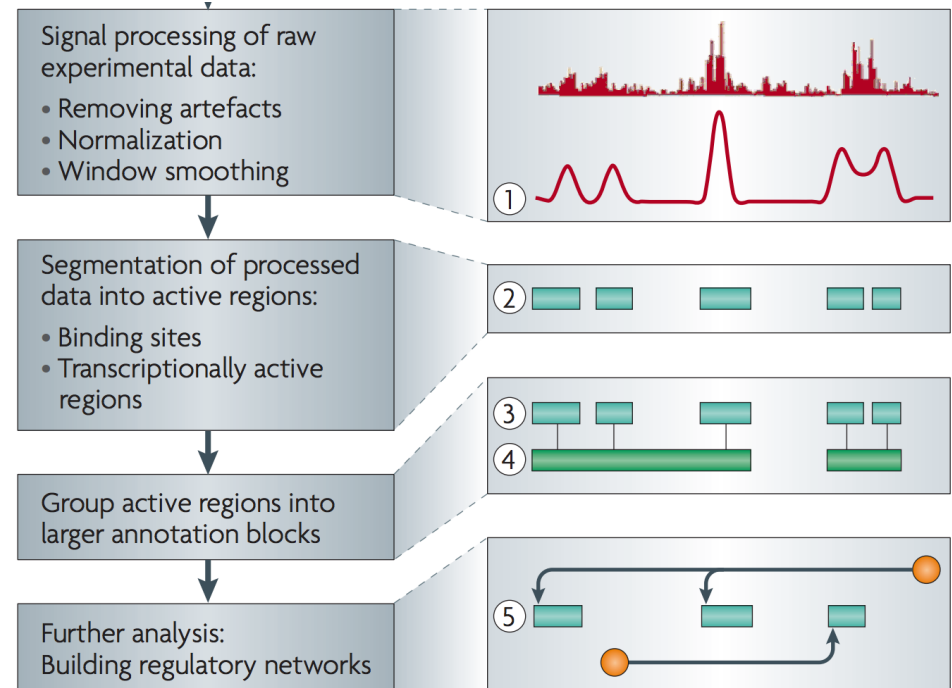 Signal processing of raw
experimental data:
• Removing artefacts
• Normalization
• Window smoothing
1
Segmentation of processed
data into active regions:
• Binding sites
• Transcriptionally active
regions
2
Group active regions into
larger annotation blocks
3
4
Further analysis:
Building regulatory networks
5